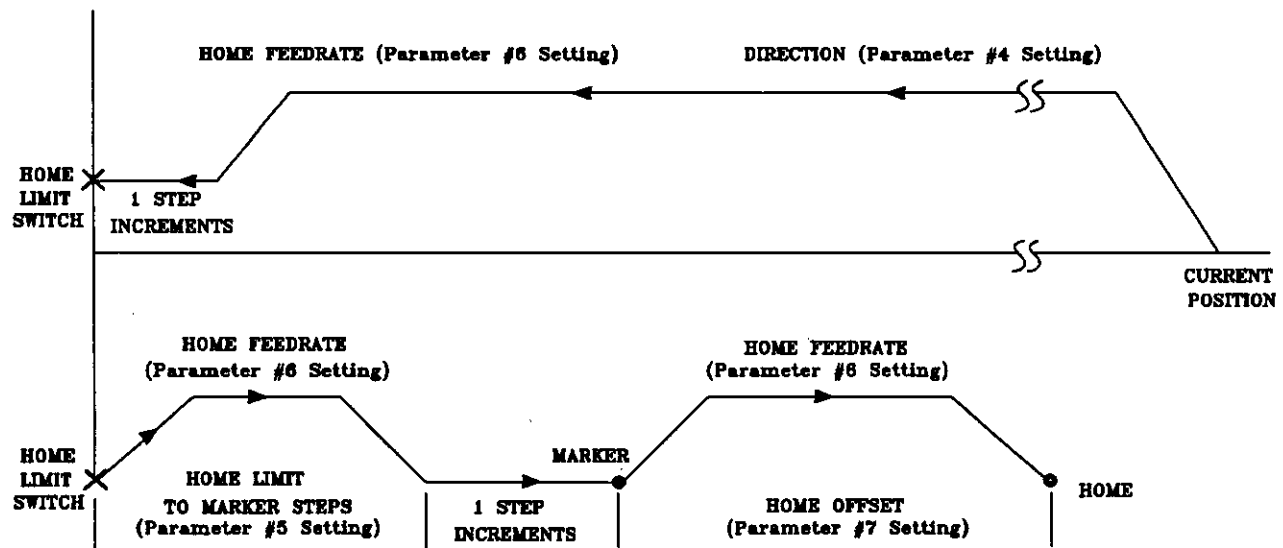 HOME FEEDRATE (Parameter #6 Setting)
DIRECTION (Parameter #4 Setting)
HOME
LIMIT
SWITCH
1 STEP
INCREMENTS
CURRENT
POSITION
HOME FEEDRATE
(Parameter #6 Setting)
HOME FEEDRATE
(Parameter #6 Setting)
HOME
LIMIT
SWITCH
MARKER
HOME
HOME LIMIT
TO MARKER STEPS
(Parameter #5 Setting)
1 STEP
INCREMENTS
HOME OFFSET
(Parameter #7 Setting)